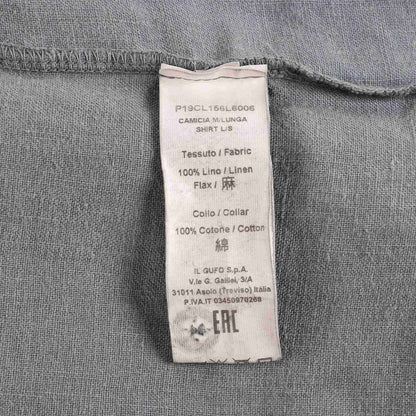 P19CL156L6006
CAMICIA M/LUNGA
SHIRT L/S
Tessuto / Fabric
100% Lino / Linen
Flax / 麻
Collo / Collar
100% Cotone / Cotton
綿
IL GUFO S.p.A.
V.le G. Galilei, 3/A
31011 Asolo (Treviso) Italia
P.IVA.IT 03450970268
EAC